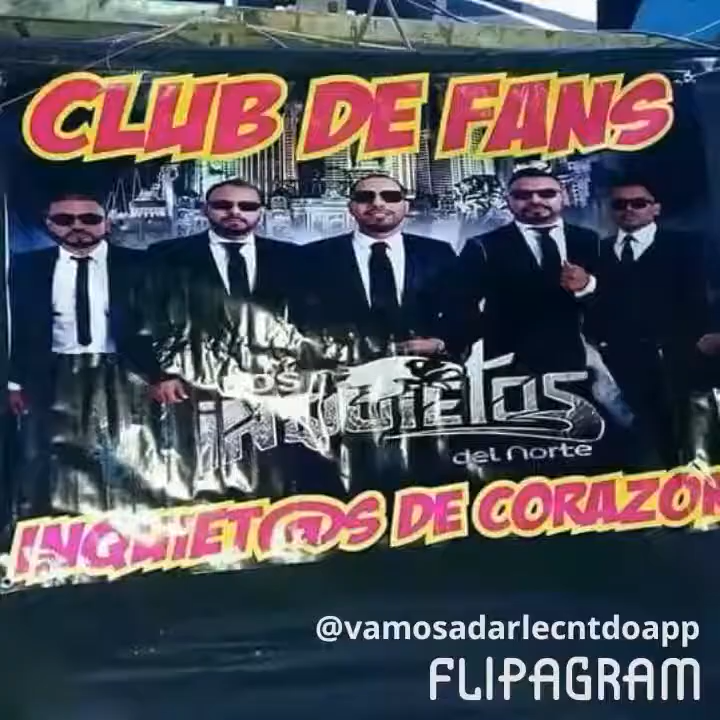 CLUB DE FANS
LOS
iNQUiEtos
del norte
INQUIET@S DE CORAZON
@vamosadarlecntdoapp
FLIPAGRAM